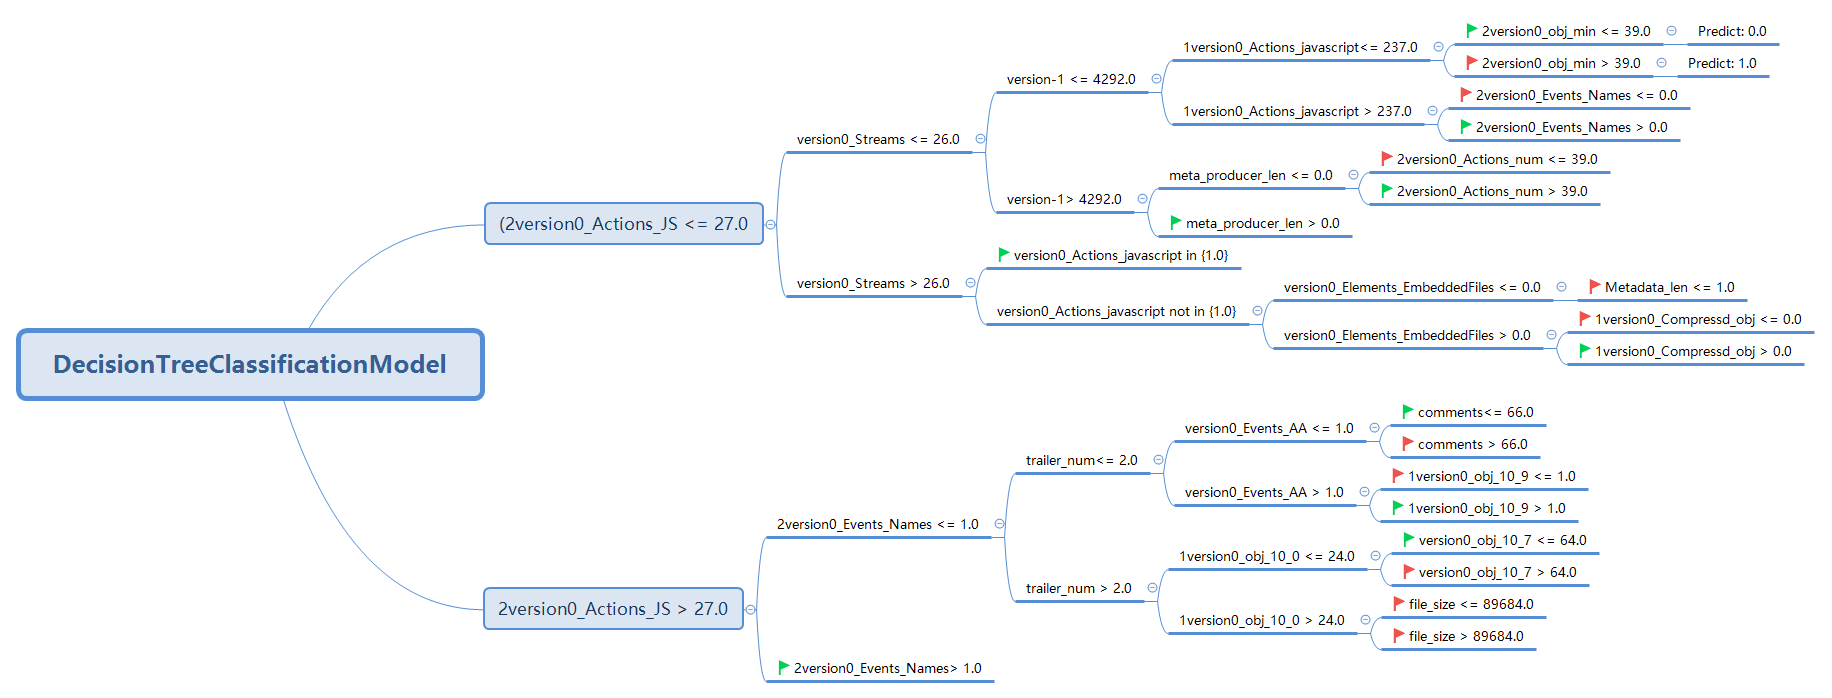 DecisionTreeClassificationModel
(2version0_Actions_JS <= 27.0
version0_Streams <= 26.0
version-1 <= 4292.0
1version0_Actions_javascript<= 237.0
2version0_obj_min <= 39.0
Predict: 0.0
2version0_obj_min > 39.0
Predict: 1.0
1version0_Actions_javascript > 237.0
2version0_Events_Names <= 0.0
2version0_Events_Names > 0.0
version-1> 4292.0
meta_producer_len <= 0.0
2version0_Actions_num <= 39.0
2version0_Actions_num > 39.0
meta_producer_len > 0.0
version0_Streams > 26.0
version0_Actions_javascript in {1.0}
version0_Actions_javascript not in {1.0}
version0_Elements_EmbeddedFiles <= 0.0
Metadata_len <= 1.0
version0_Elements_EmbeddedFiles > 0.0
1version0_Compressd_obj <= 0.0
1version0_Compressd_obj > 0.0
2version0_Actions_JS > 27.0
2version0_Events_Names <= 1.0
trailer_num<= 2.0
version0_Events_AA <= 1.0
comments<= 66.0
comments > 66.0
version0_Events_AA > 1.0
1version0_obj_10_9 <= 1.0
1version0_obj_10_9 > 1.0
trailer_num > 2.0
1version0_obj_10_0 <= 24.0
version0_obj_10_7 <= 64.0
version0_obj_10_7 > 64.0
1version0_obj_10_0 > 24.0
file_size <= 89684.0
file_size > 89684.0
2version0_Events_Names> 1.0